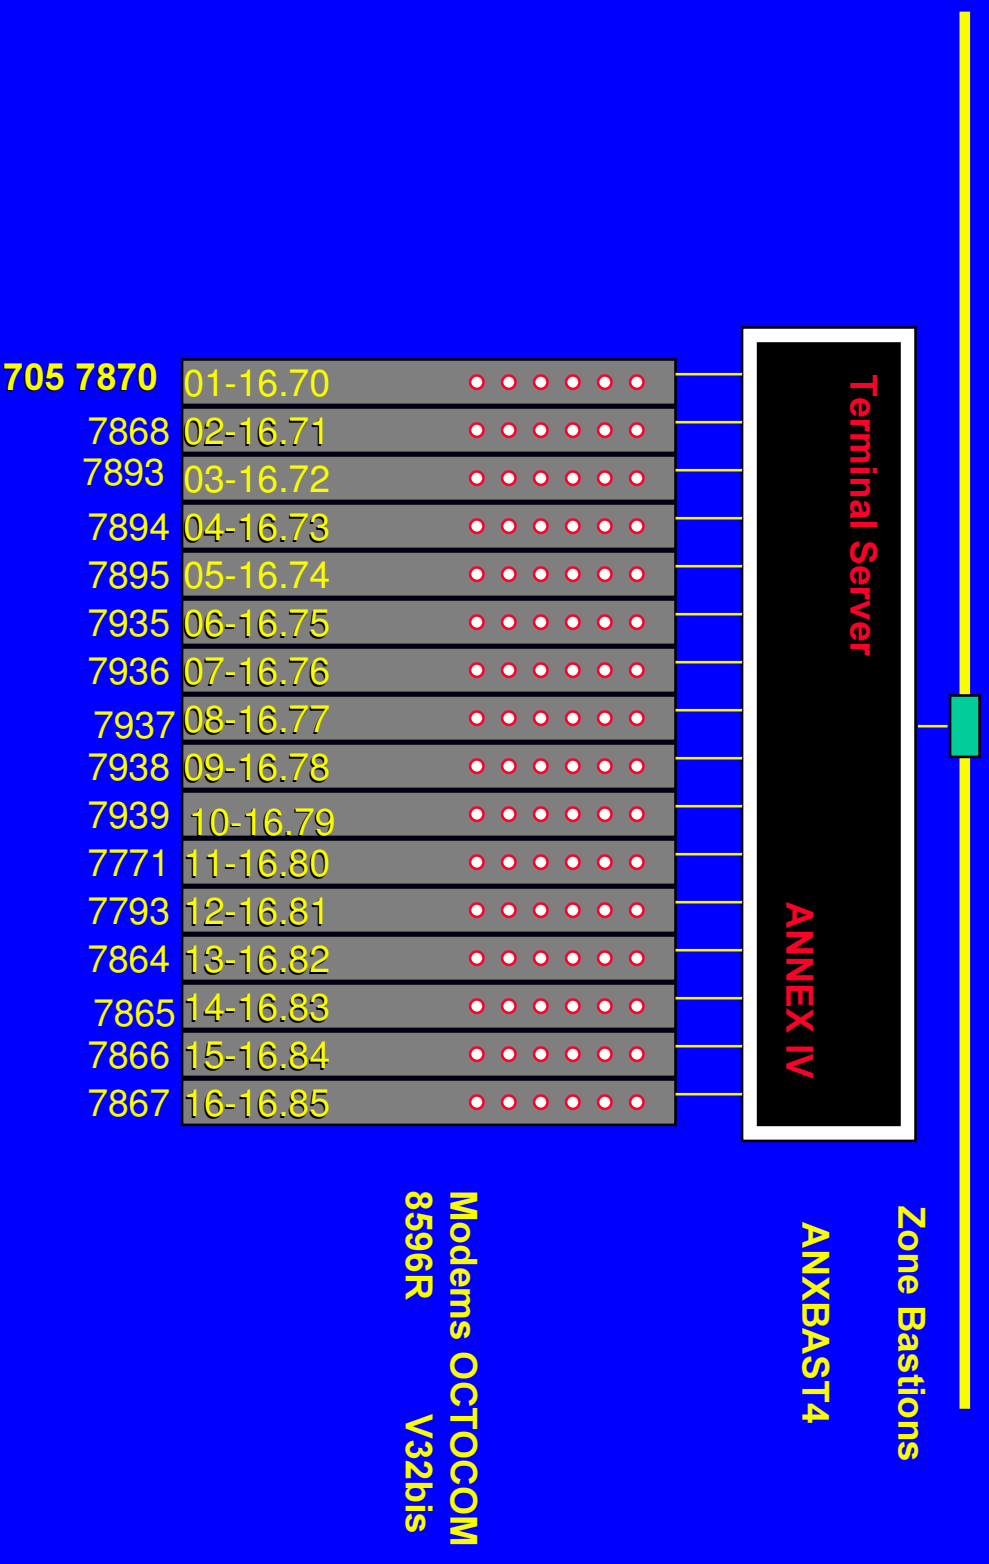 705 7870 01-16.70
7868 02-16.71
7893 03-16.72
7894 04-16.73
7895 05-16.74
7935 06-16.75
7936 07-16.76
7937 08-16.77
7938 09-16.78
7939 10-16.79
7771 11-16.80
7793 12-16.81
7864 13-16.82
7865 14-16.83
7866 15-16.84
7867 16-16.85
Terminal Server
ANNEX IV
Zone Bastions
ANXBAST4
Modems OCTOCOM
8596R V32bis